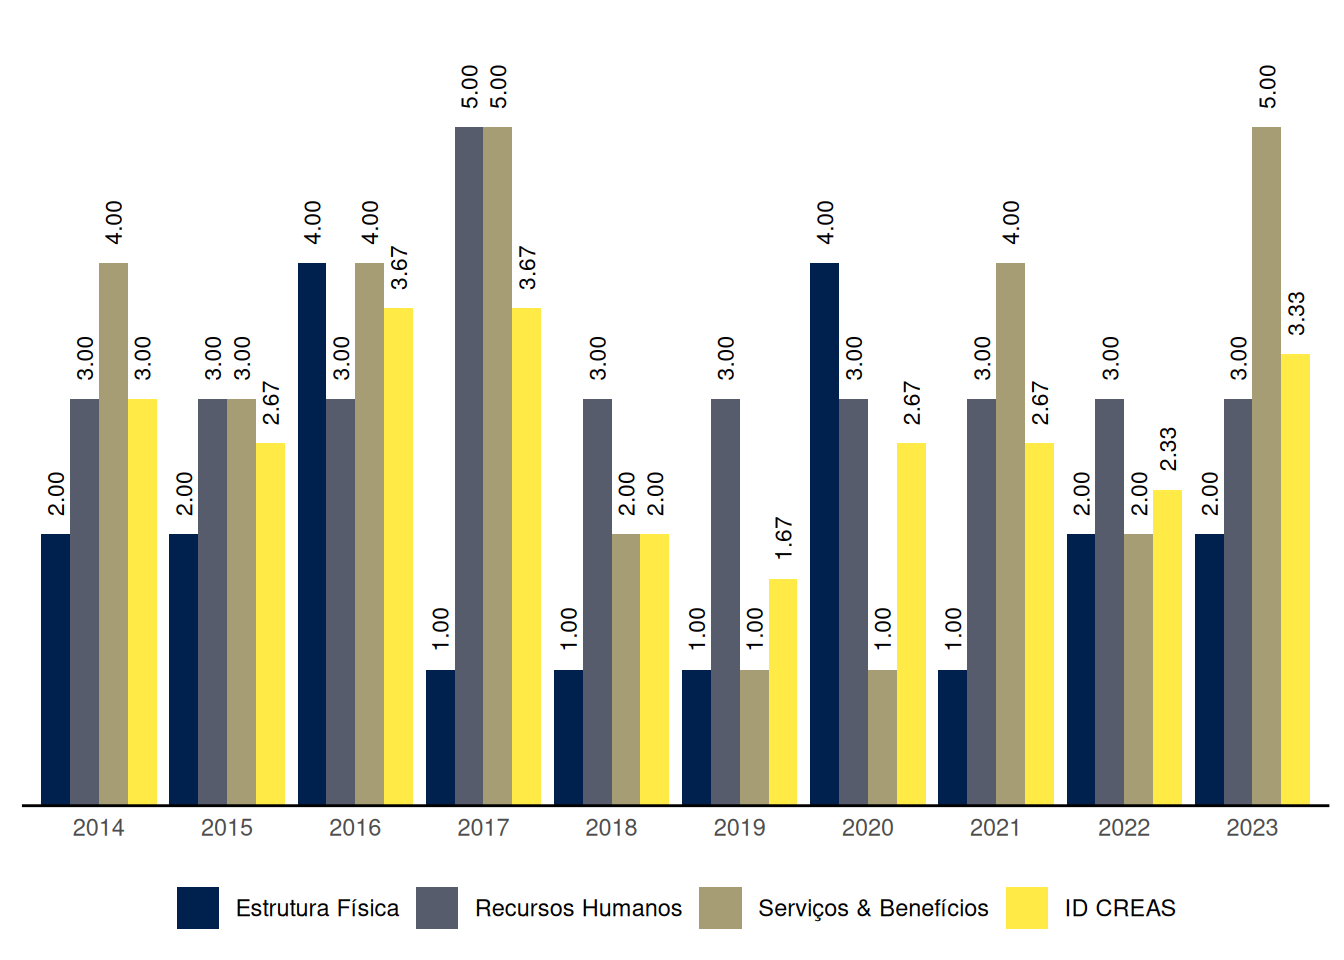 5.00 5.00 5.00
4.00 4.00 4.00 4.00 4.00
3.67 3.67
3.33
3.00 3.00 3.00 3.00 3.00 3.00 3.00 3.00 3.00 3.00 3.00
2.67 2.67 2.67
2.33
2.00 2.00 2.00 2.00 2.00 2.00 2.00
1.67
1.00 1.00 1.00 1.00 1.00 1.00
2014 2015 2016 2017 2018 2019 2020 2021 2022 2023
Estrutura Física Recursos Humanos Serviços & Benefícios ID CREAS